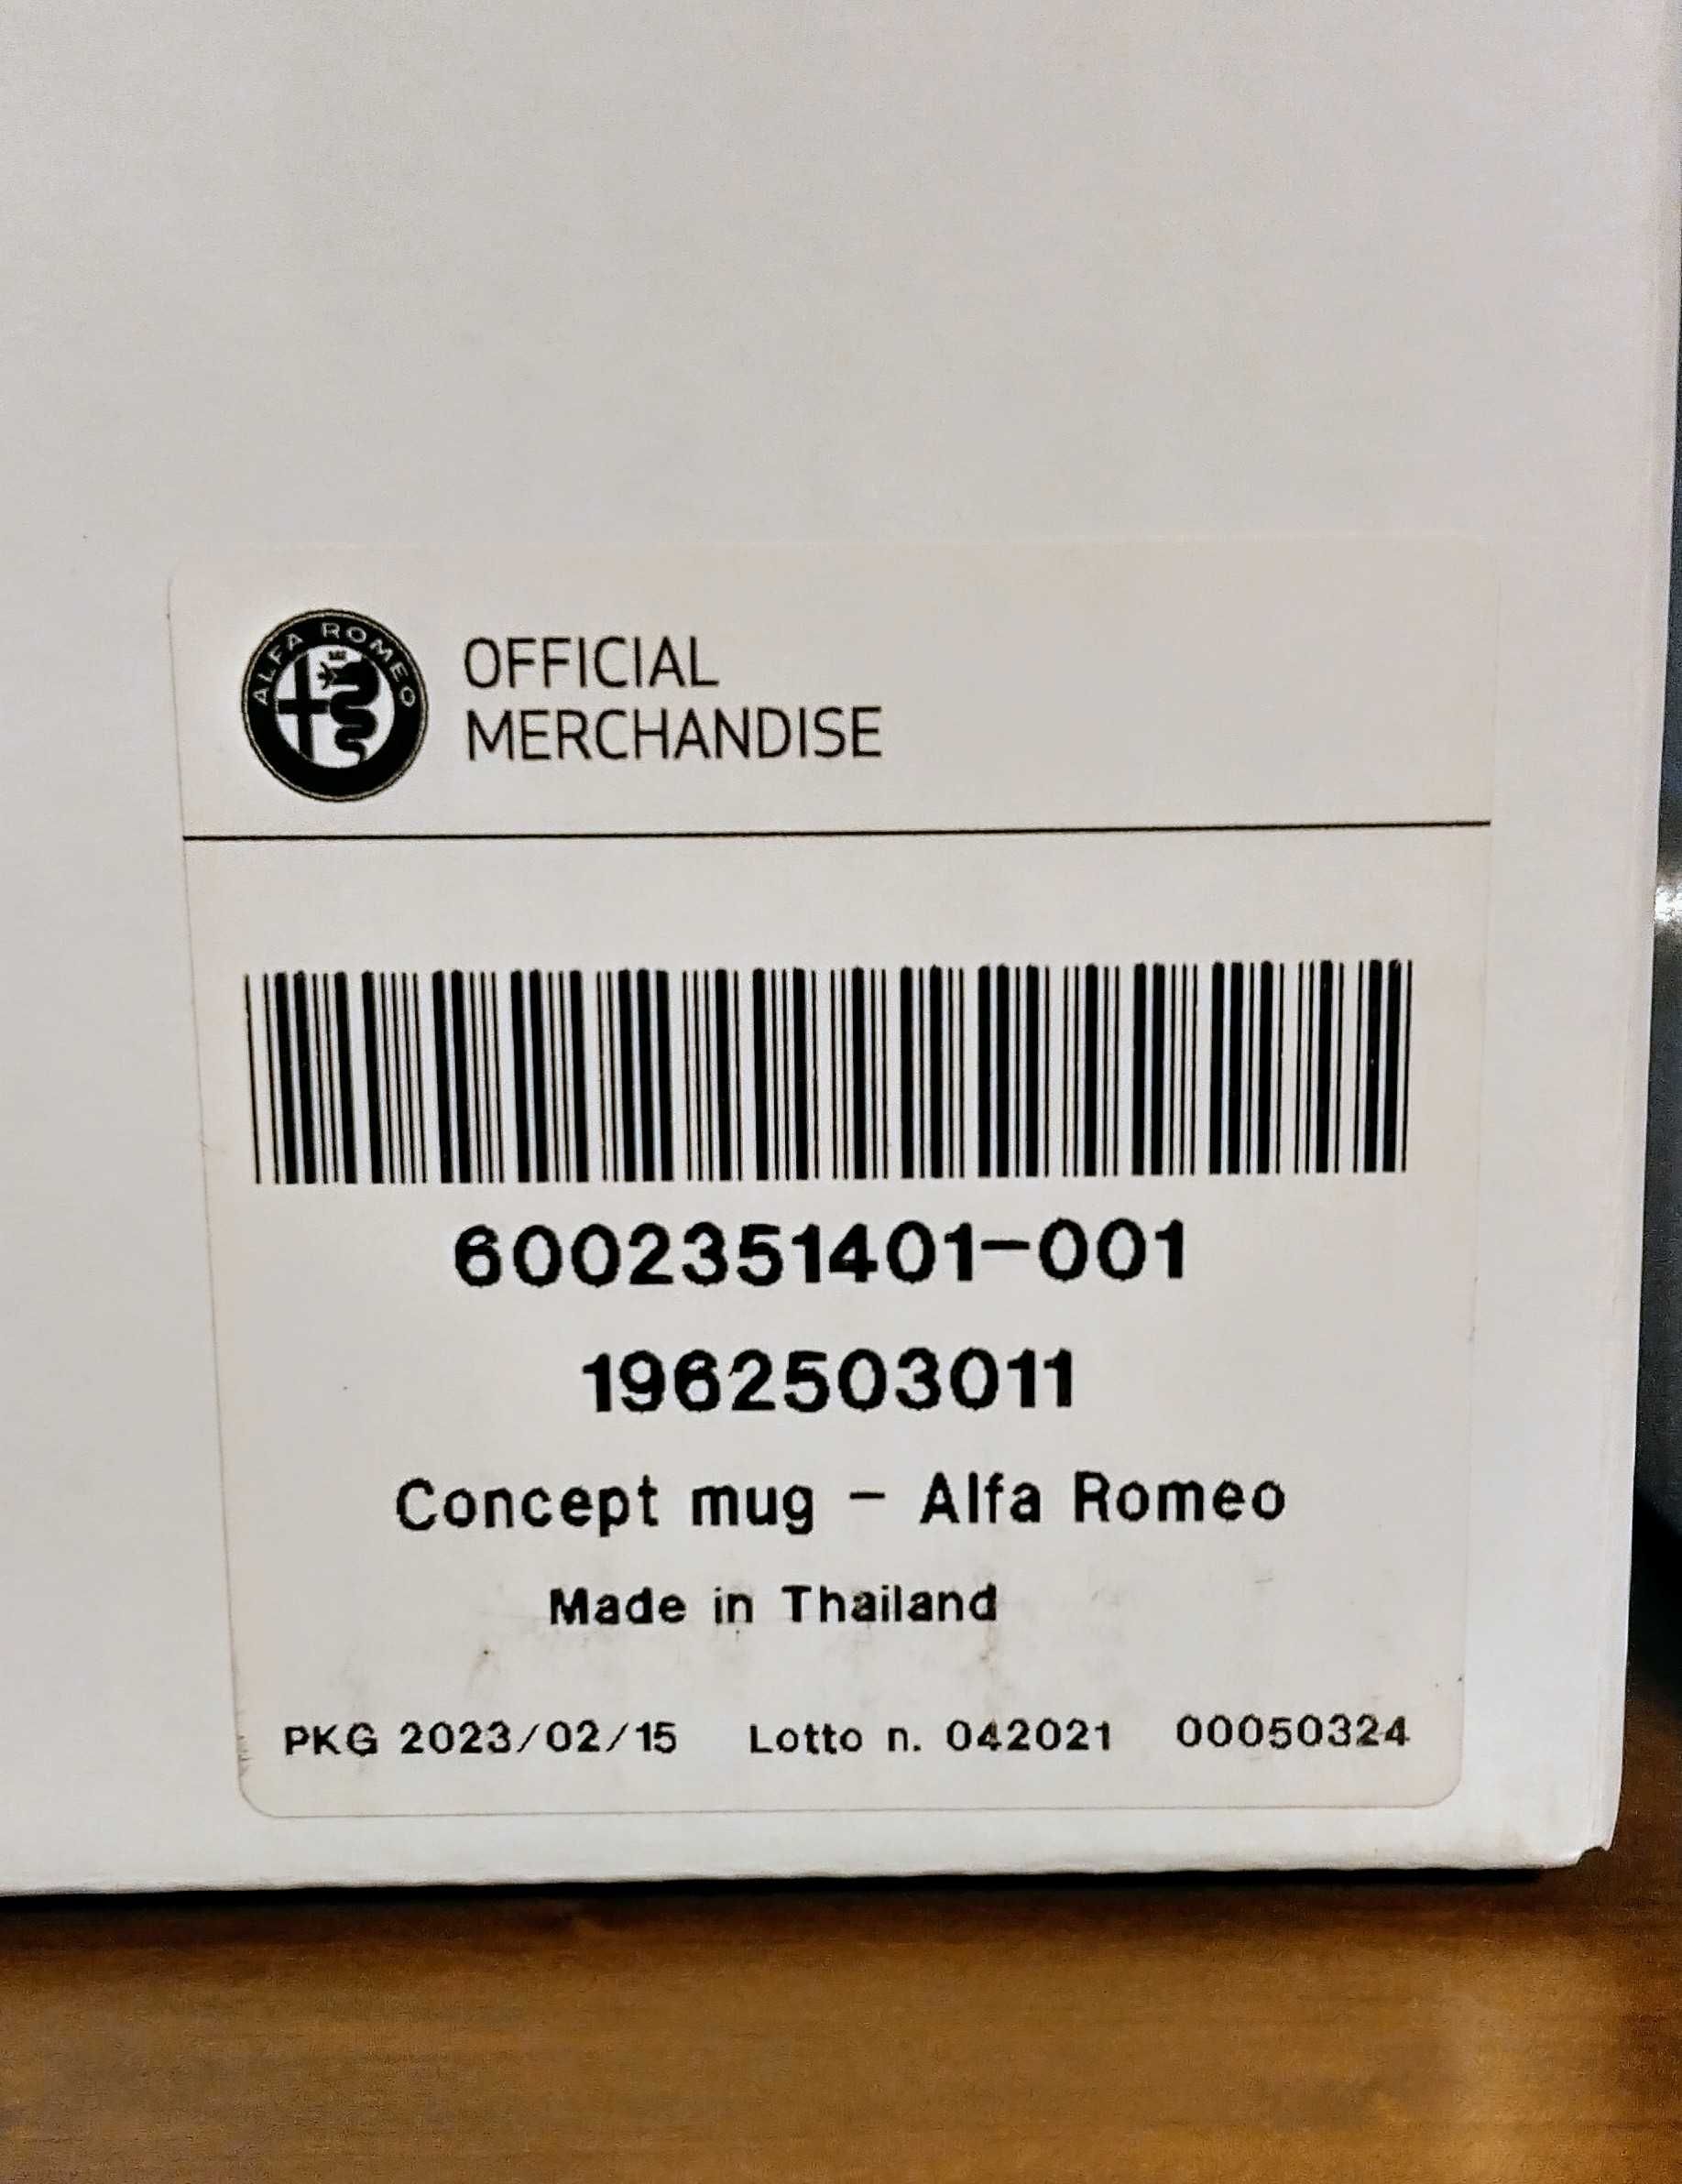 ALFA ROMEO
OFFICIAL
MERCHANDISE
6002351401-001
1962503011
Concept mug - Alfa Romeo
Made in Thailand
PKG 2023/02/15 Lotto n. 042021 00050324